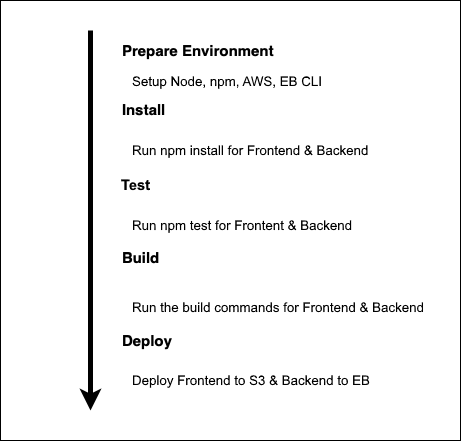 Prepare Environment
Setup Node, npm, AWS, EB CLI
Install
Run npm install for Frontend & Backend
Test
Run npm test for Frontent & Backend
Build
Run the build commands for Frontend & Backend
Deploy
Deploy Frontend to S3 & Backend to EB